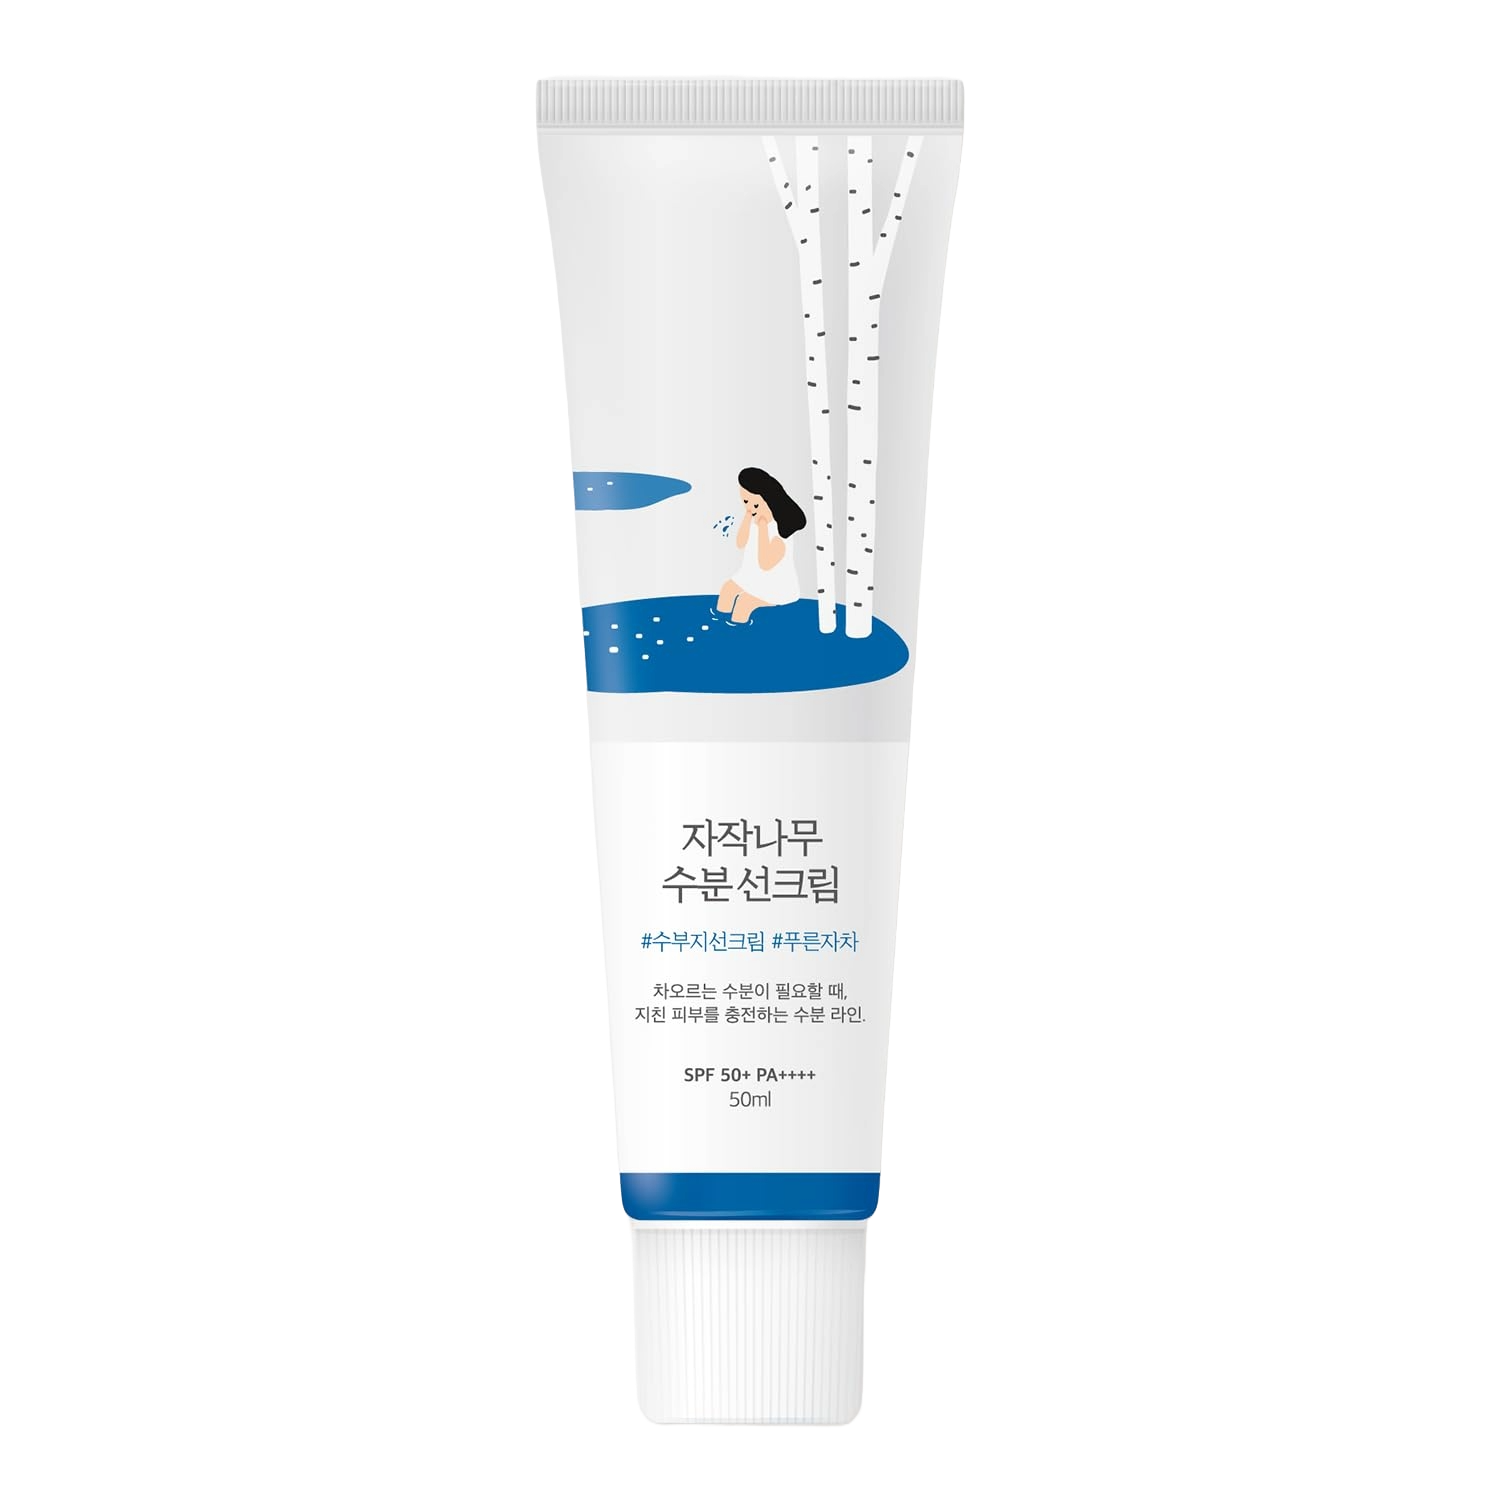 자작나무
수분 선크림
#수부지선크림 #푸른자차
차오르는 수분이 필요할 때,
지친 피부를 충전하는 수분 라인.
SPF 50+ PA++++
50ml